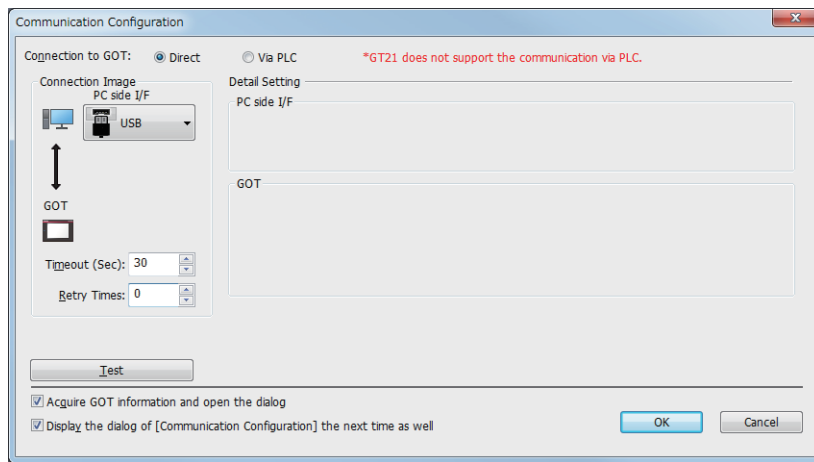 Communication Configuration
Connection to GOT: Direct Via PLC *GT21 does not support the communication via PLC.
Connection Image
PC side I/F
USB
GOT
Timeout (Sec): 30
Retry Times: 0
Detail Setting
PC side I/F
GOT
Test
Acquire GOT information and open the dialog
Display the dialog of [Communication Configuration] the next time as well
OK Cancel